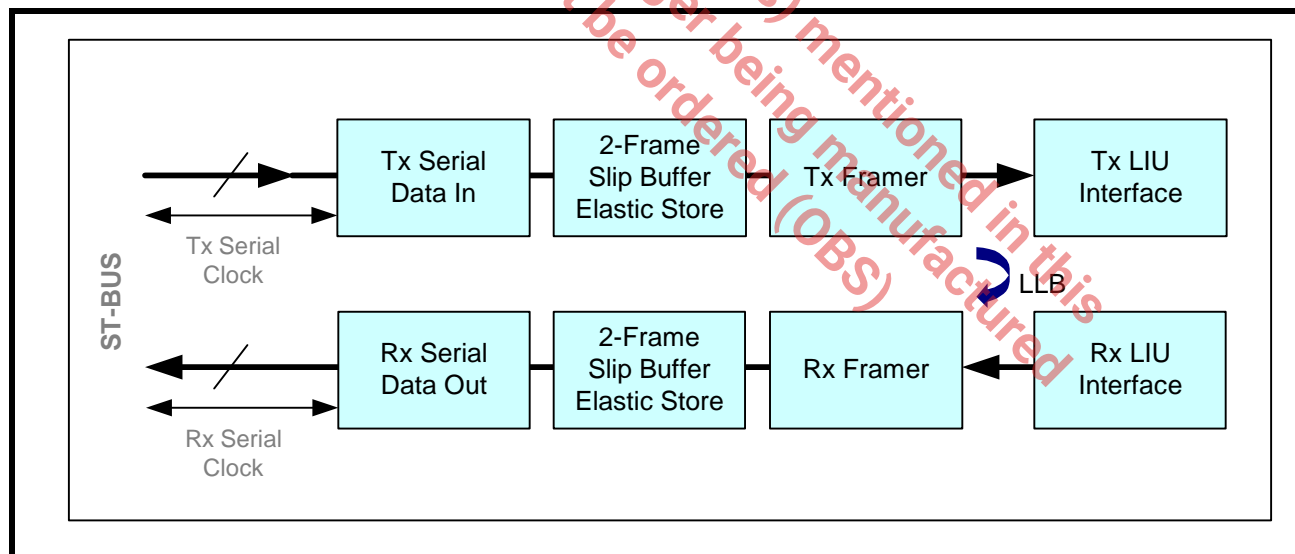 s) mentioned in this
er being manufactured
be ordered (OBS)
Tx Serial
Data In
2-Frame
Slip Buffer
Elastic Store
Tx Framer
Tx LIU
Interface
Tx Serial
Clock
ST-BUS
LLB
Rx Serial
Data Out
2-Frame
Slip Buffer
Elastic Store
Rx Framer
Rx LIU
Interface
Rx Serial
Clock